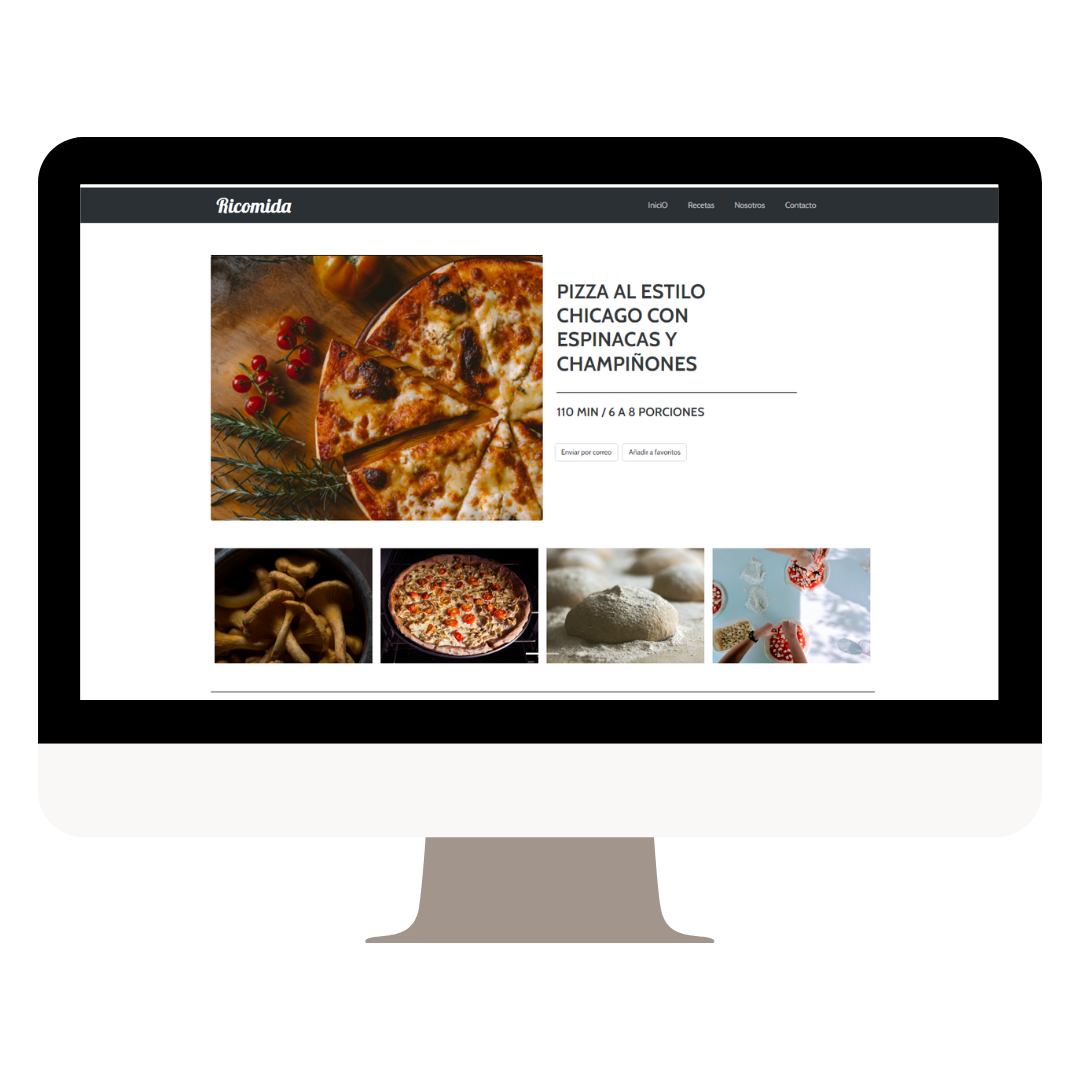 Ricomida
IniciO Recetas Nosotros Contacto
PIZZA AL ESTILO
CHICAGO CON
ESPINACAS Y
CHAMPIÑONES
110 MIN / 6 A 8 PORCIONES
Enviar por correo Añadir a favoritos